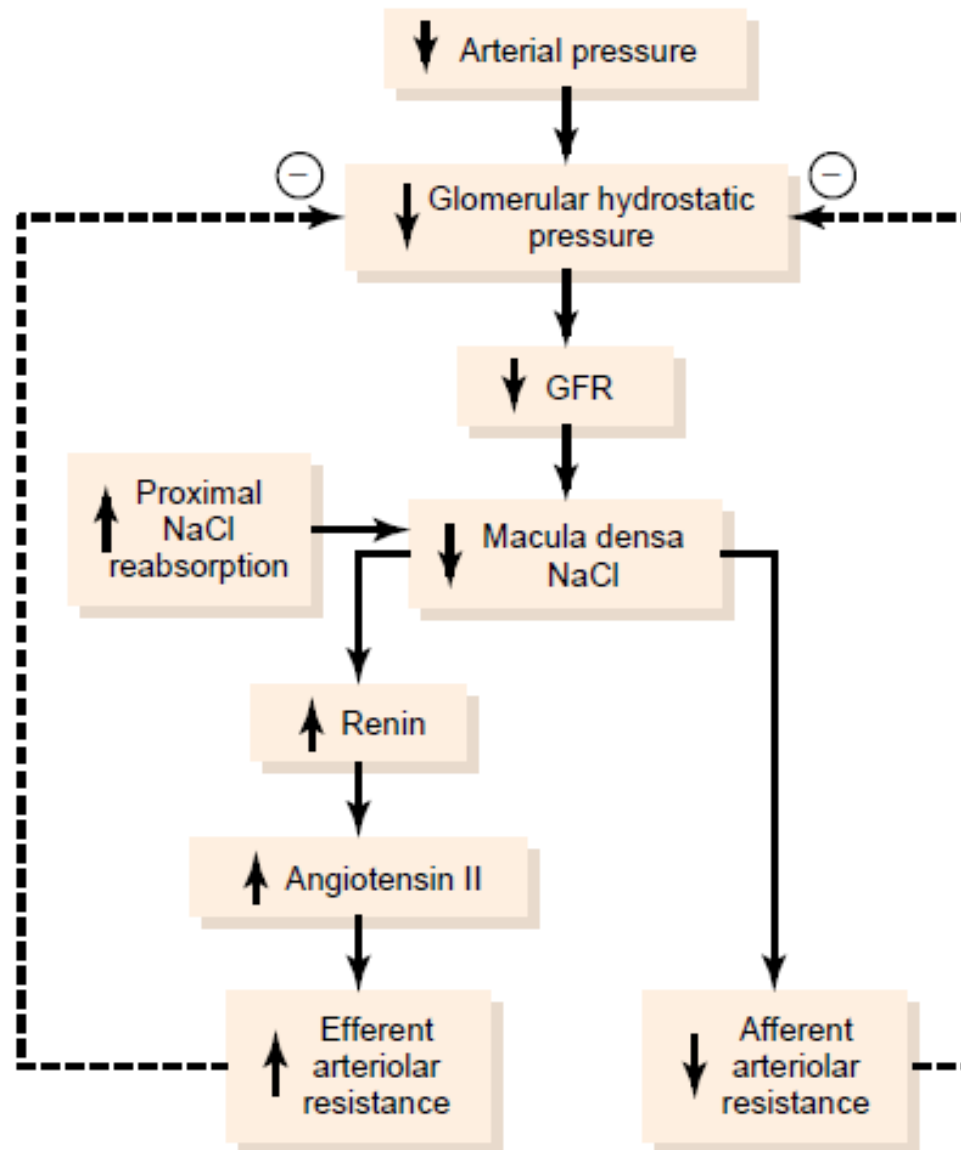 Arterial pressure
−
−
Glomerular hydrostatic
pressure
GFR
Proximal
NaCl
reabsorption
Macula densa
NaCl
Renin
Angiotensin II
Efferent
arteriolar
resistance
Afferent
arteriolar
resistance